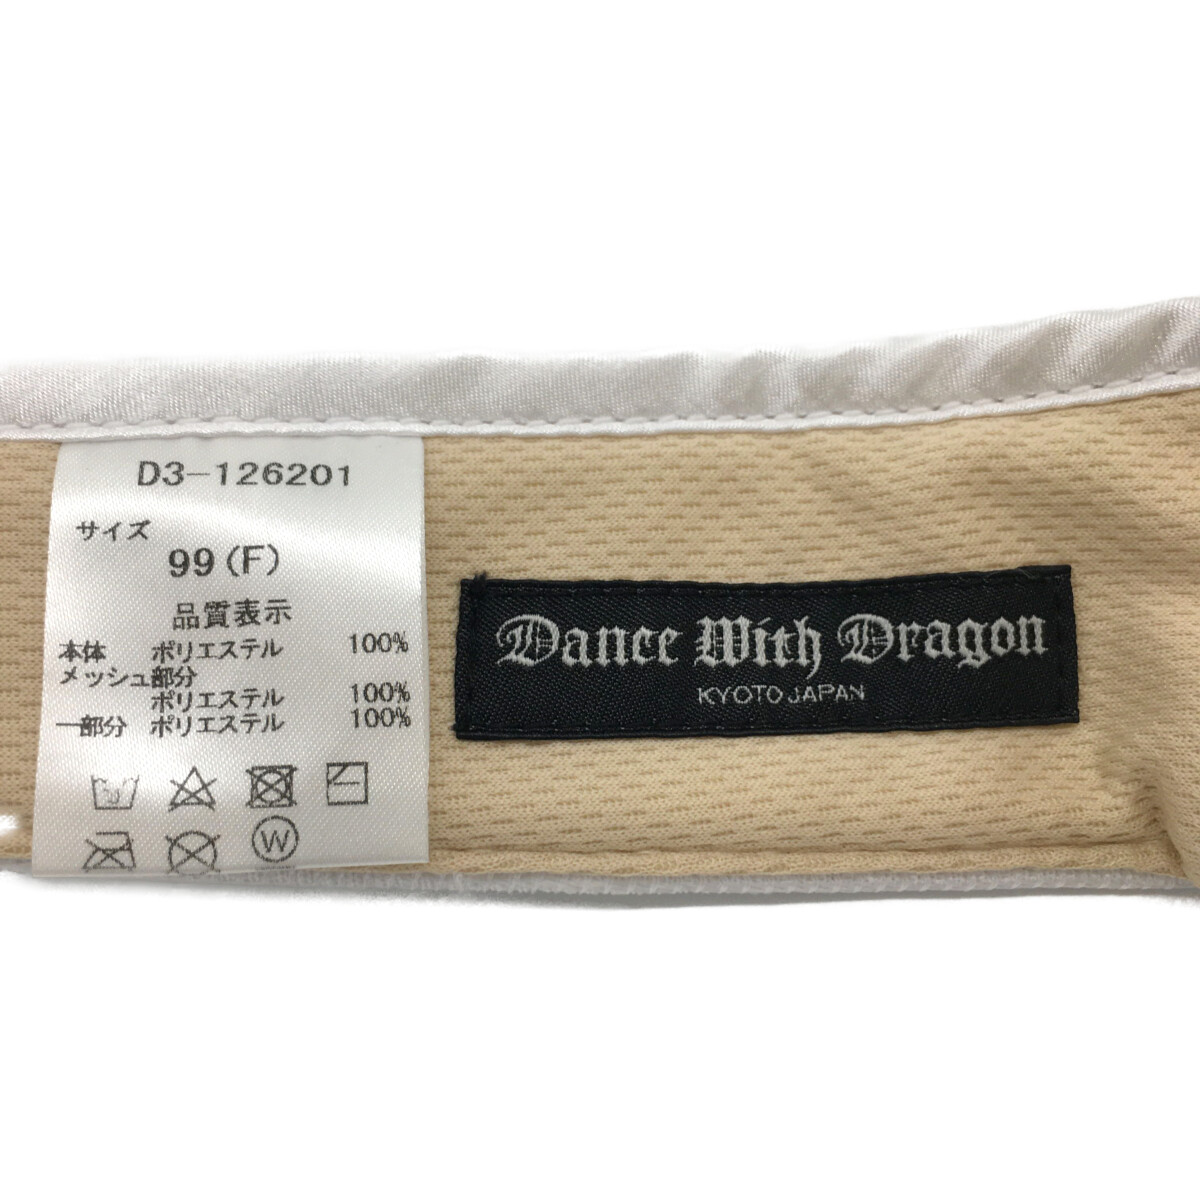 D3-126201
サイズ
99(F)
品質表示
本体 ポリエステル 100%
メッシュ部分
ポリエステル 100%
一部分 ポリエステル 100%
W
Dance With Dragon
KYOTO JAPAN